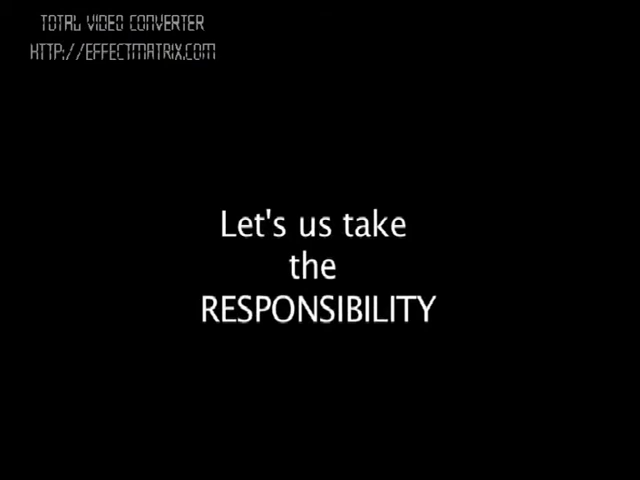 TOTAL VIDEO CONVERTER
HTTP://EFFECTMATRIX.COM
Let's us take
the
RESPONSIBILITY